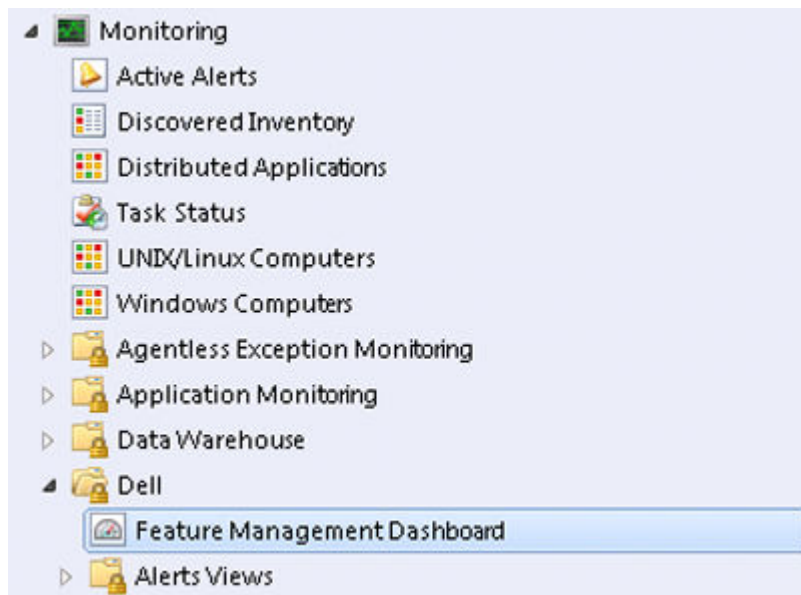 Monitoring
Active Alerts
Discovered Inventory
Distributed Applications
Task Status
UNIX/Linux Computers
Windows Computers
Agentless Exception Monitoring
Application Monitoring
Data Warehouse
Dell
Feature Management Dashboard
Alerts Views